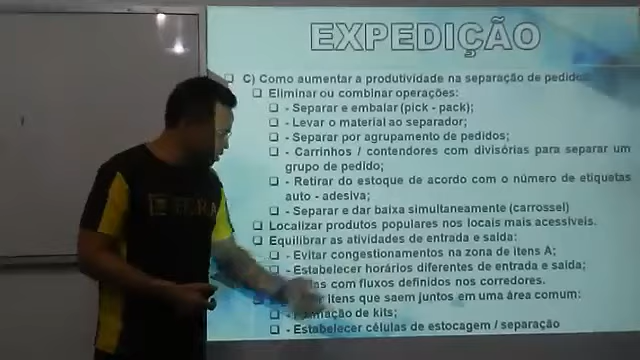 EXPEDIÇÃO
C) Como aumentar a produtividade na separação de pedidos
Eliminar ou combinar operações:
- Separar e embalar (pick - pack);
- Levar o material ao separador;
- Separar por agrupamento de pedidos;
- Carrinhos / contendores com divisórias para separar um
grupo de pedido;
- Retirar do estoque de acordo com o número de etiquetas
auto - adesiva;
- Separar e dar baixa simultaneamente (carrossel)
Localizar produtos populares nos locais mais acessíveis.
Equilibrar as atividades de entrada e saída:
- Evitar congestionamentos na zona de itens A;
- Estabelecer horários diferentes de entrada e saída;
com fluxos definidos nos corredores.
itens que saem juntos em uma área comum:
- Formação de kits;
- Estabelecer células de estocagem / separação